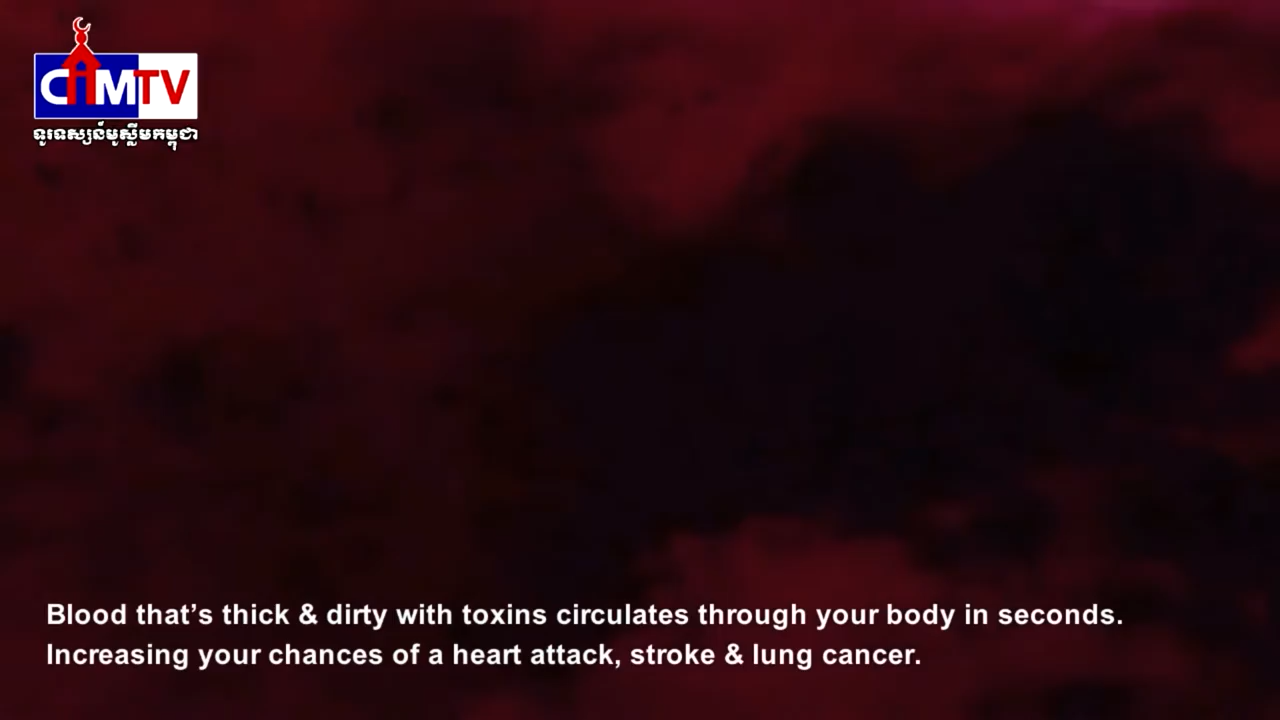 CAMTV
ទូរទស្សន៍មូស្លីមកម្ពុជា
Blood that’s thick & dirty with toxins circulates through your body in seconds.
Increasing your chances of a heart attack, stroke & lung cancer.